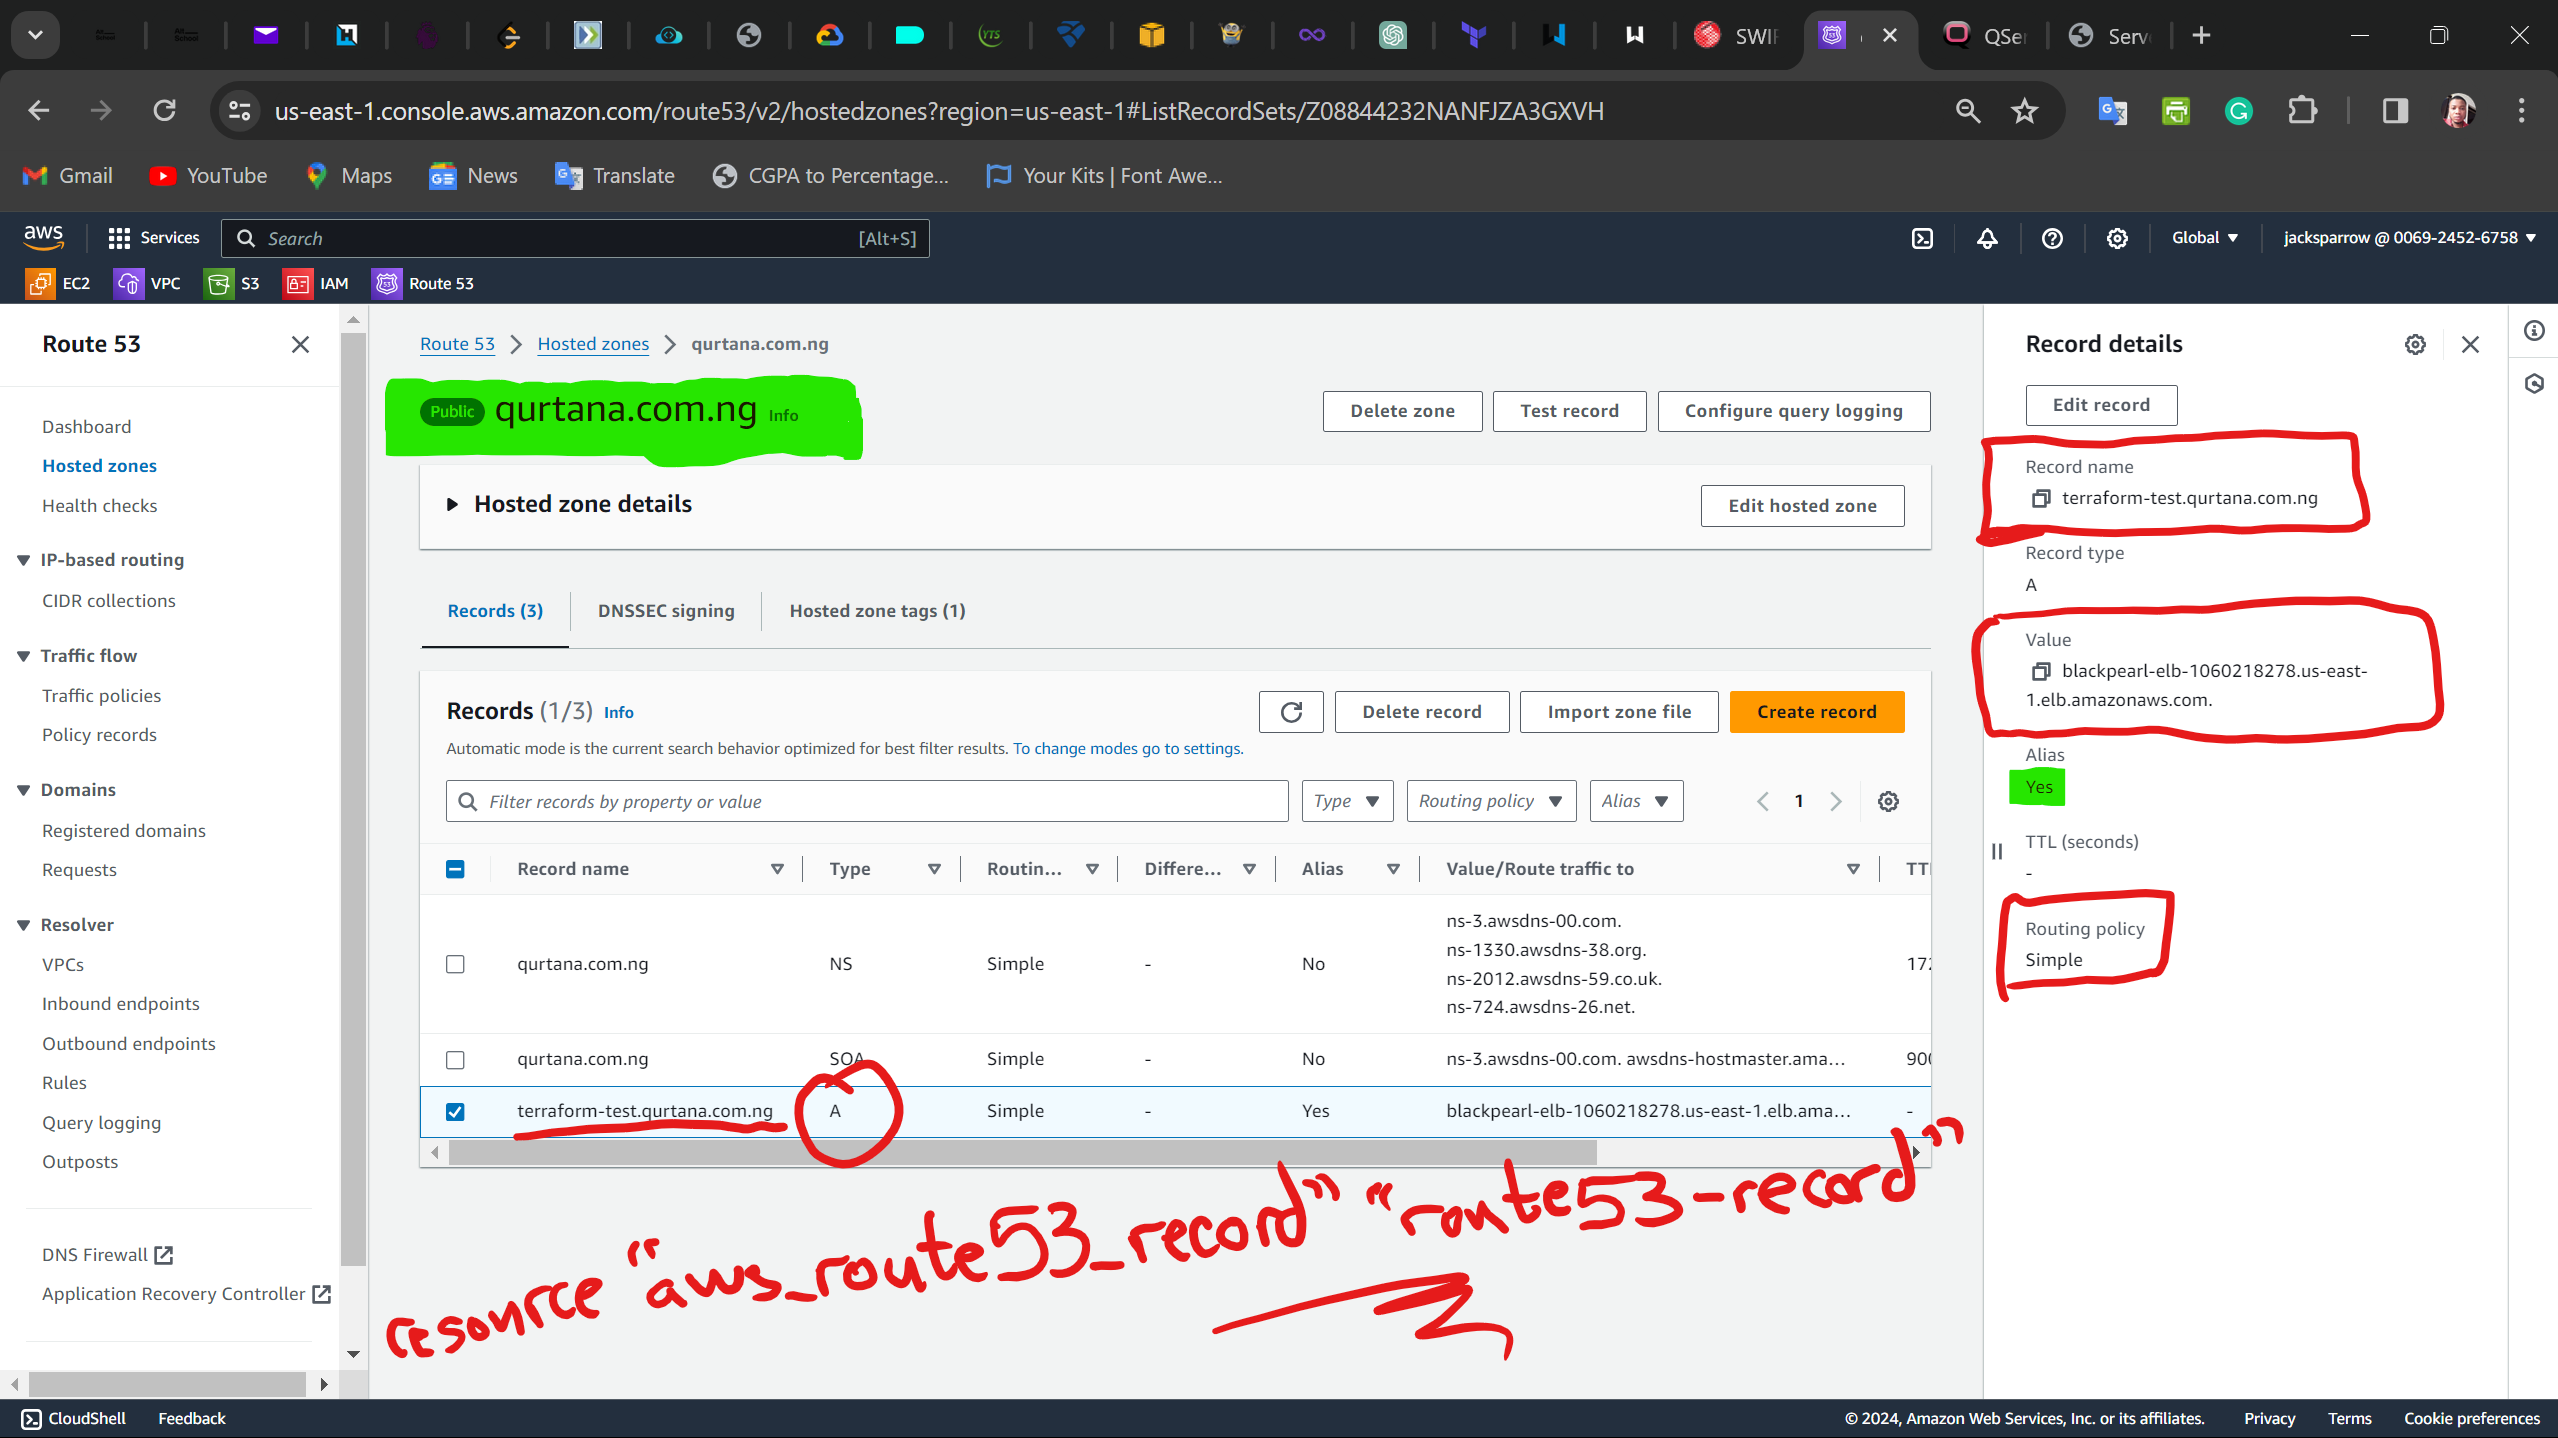 SWIF
QSer
Serv
us-east-1.console.aws.amazon.com/route53/v2/hostedzones?region=us-east-1#ListRecordSets/Z08844232NANFJZA3GXVH
Gmail
YouTube
Maps
News
Translate
CGPA to Percentage...
Your Kits | Font Awe...
aws
Services
Search
[Alt+S]
Global
jacksparrow @ 0069-2452-6758
EC2
VPC
S3
IAM
Route 53
Route 53
Dashboard
Hosted zones
Health checks
IP-based routing
CIDR collections
Traffic flow
Traffic policies
Policy records
Domains
Registered domains
Requests
Resolver
VPCs
Inbound endpoints
Outbound endpoints
Rules
Query logging
Outposts
DNS Firewall
Application Recovery Controller
Route 53 > Hosted zones > qurtana.com.ng
Public qurtana.com.ng Info
Delete zone
Test record
Configure query logging
Hosted zone details
Edit hosted zone
Records (3)
DNSSEC signing
Hosted zone tags (1)
Records (1/3) Info
Delete record
Import zone file
Create record
Automatic mode is the current search behavior optimized for best filter results. To change modes go to settings.
Filter records by property or value
Type
Routing policy
Alias
1
Record name Type Routin... Differe... Alias Value/Route traffic to TTL
ns-3.awsdns-00.com.
ns-1330.awsdns-38.org.
qurtana.com.ng NS Simple - No 172
ns-2012.awsdns-59.co.uk.
ns-724.awsdns-26.net.
qurtana.com.ng SOA Simple - No ns-3.awsdns-00.com. awsdns-hostmaster.ama... 900
terraform-test.qurtana.com.ng A Simple - Yes blackpearl-elb-1060218278.us-east-1.elb.ama... -
resource "aws_route53_record" "route53-record"
Record details
Edit record
Record name
terraform-test.qurtana.com.ng
Record type
A
Value
blackpearl-elb-1060218278.us-east-
1.elb.amazonaws.com.
Alias
Yes
TTL (seconds)
-
Routing policy
Simple
CloudShell
Feedback
© 2024, Amazon Web Services, Inc. or its affiliates.
Privacy
Terms
Cookie preferences